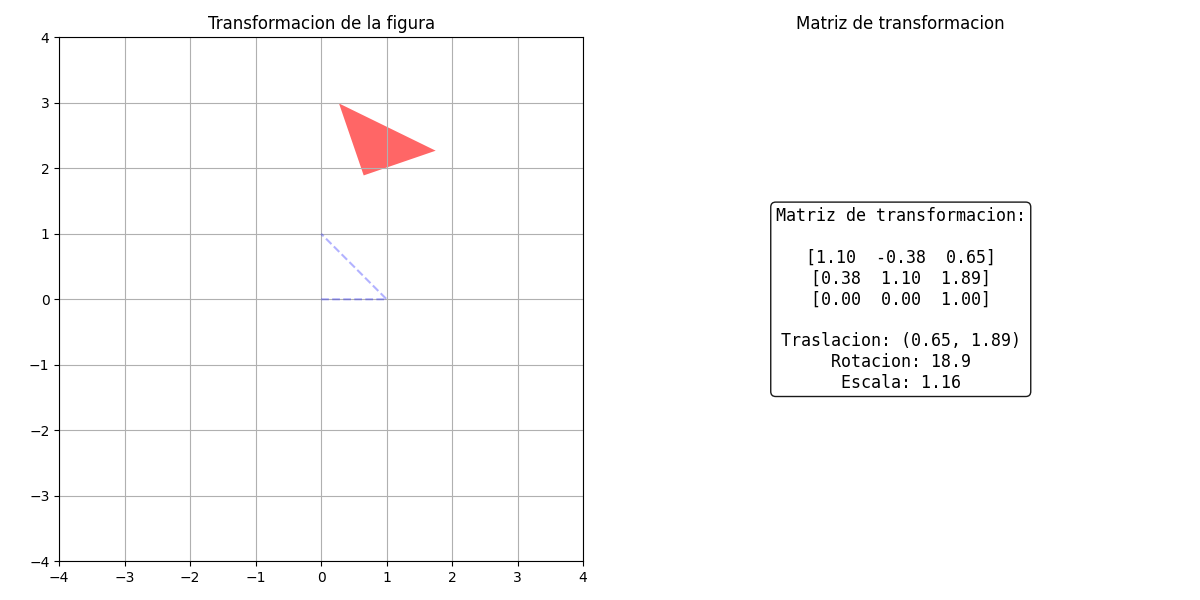 Transformacion de la figura
4
3
2
1
0
−1
−2
−3
−4
−4 −3 −2 −1 0 1 2 3 4
Matriz de transformacion
Matriz de transformacion:
[1.10 -0.38 0.65]
[0.38 1.10 1.89]
[0.00 0.00 1.00]
Traslacion: (0.65, 1.89)
Rotacion: 18.9
Escala: 1.16